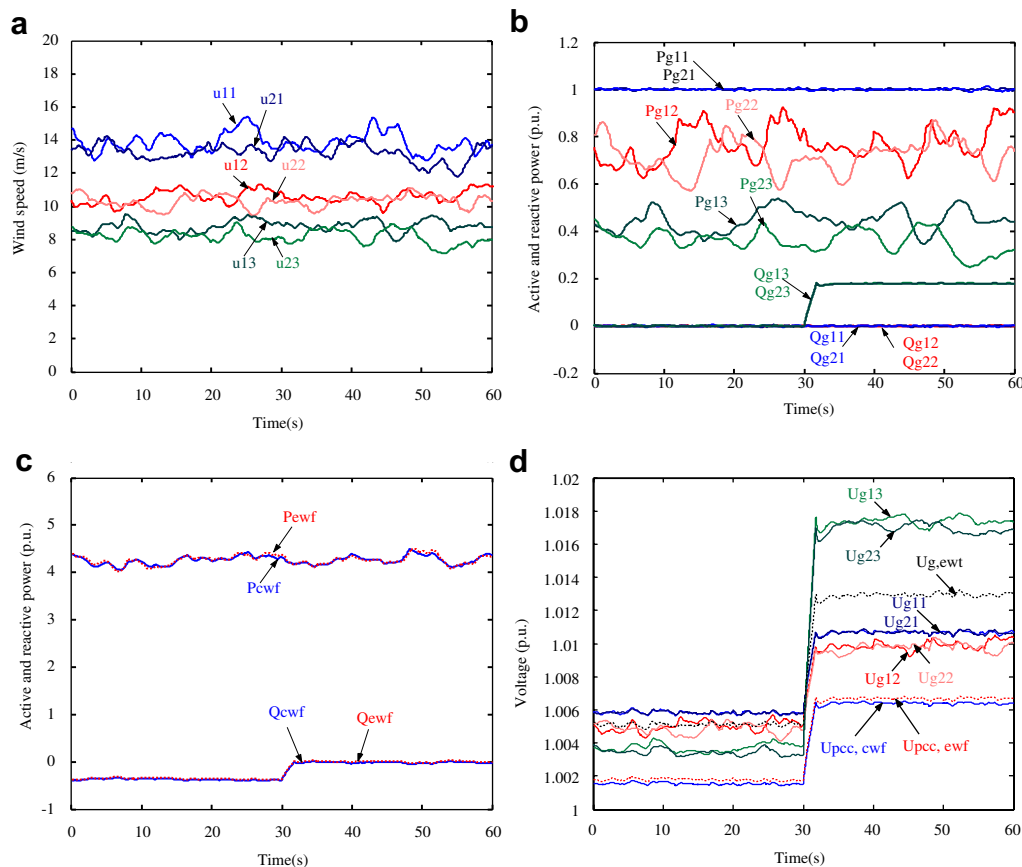 a
20
18
16
14
12
10
8
6
4
2
0
Wind speed (m/s)
u11
u21
u12
u22
u13
u23
0 10 20 30 40 50 60
Time(s)
b
1.2
1
0.8
0.6
0.4
0.2
0
-0.2
Active and reactive power (p.u.)
Pg11
Pg21
Pg12
Pg22
Pg13
Pg23
Qg13
Qg23
Qg11
Qg21
Qg12
Qg22
0 10 20 30 40 50 60
Time(s)
c
6
5
4
3
2
1
0
-1
Active and reactive power (p.u.)
Pewf
Pcwf
Qcwf
Qewf
0 10 20 30 40 50 60
Time(s)
d
1.02
1.018
1.016
1.014
1.012
1.010
1.008
1.006
1.004
1.002
1
Voltage (p.u.)
Ug13
Ug23
Ug,ewt
Ug11
Ug21
Ug12
Ug22
Upcc, cwf
Upcc, ewf
0 10 20 30 40 50 60
Time(s)